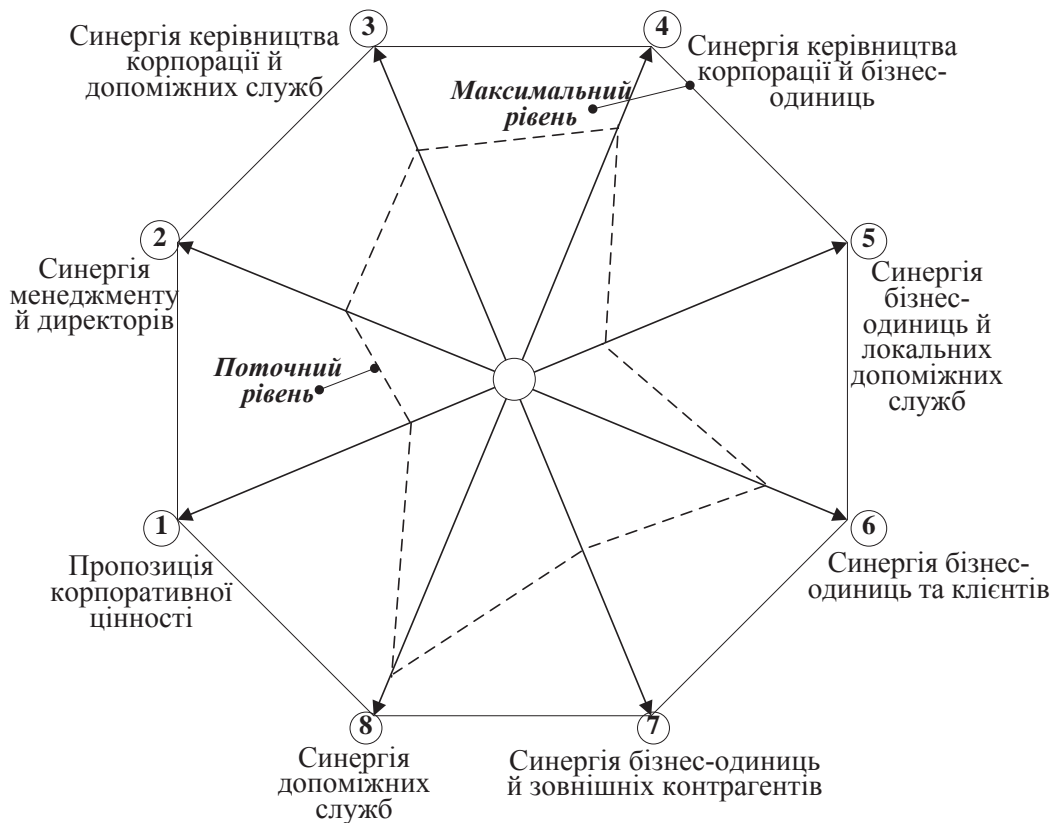 3
Синергія керівництва
корпорації й
допоміжних служб
4
Синергія керівництва
корпорації й бізнес-
одиниць
Максимальний
рівень
2
Синергія
менеджменту
й директорів
5
Синергія
бізнес-
одиниць й
локальних
допоміжних
служб
Поточний
рівень
1
Пропозиція
корпоративної
цінності
6
Синергія бізнес-
одиниць та клієнтів
8
Синергія
допоміжних
служб
7
Синергія бізнес-одиниць
й зовнішніх контрагентів